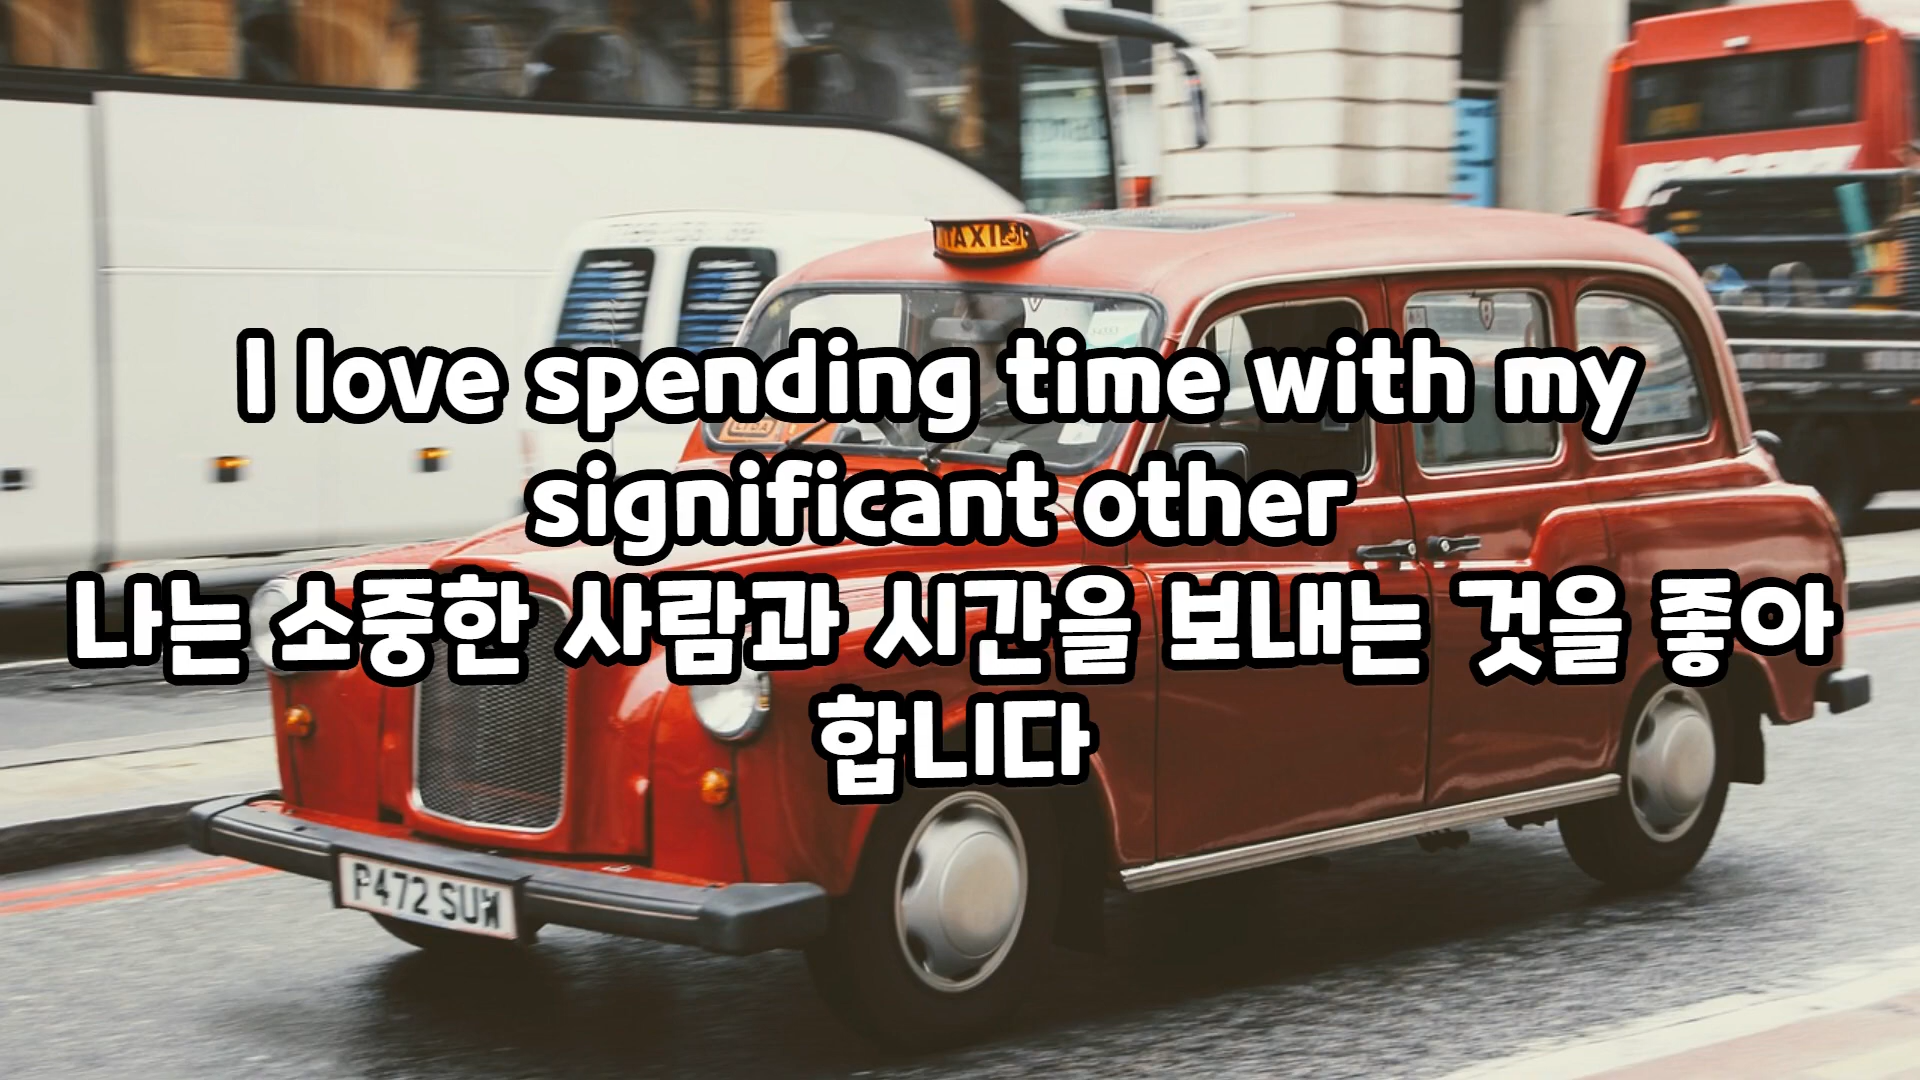 TAXI
I love spending time with my
significant other
나는 소중한 사람과 시간을 보내는 것을 좋아
합니다
P472 SUW